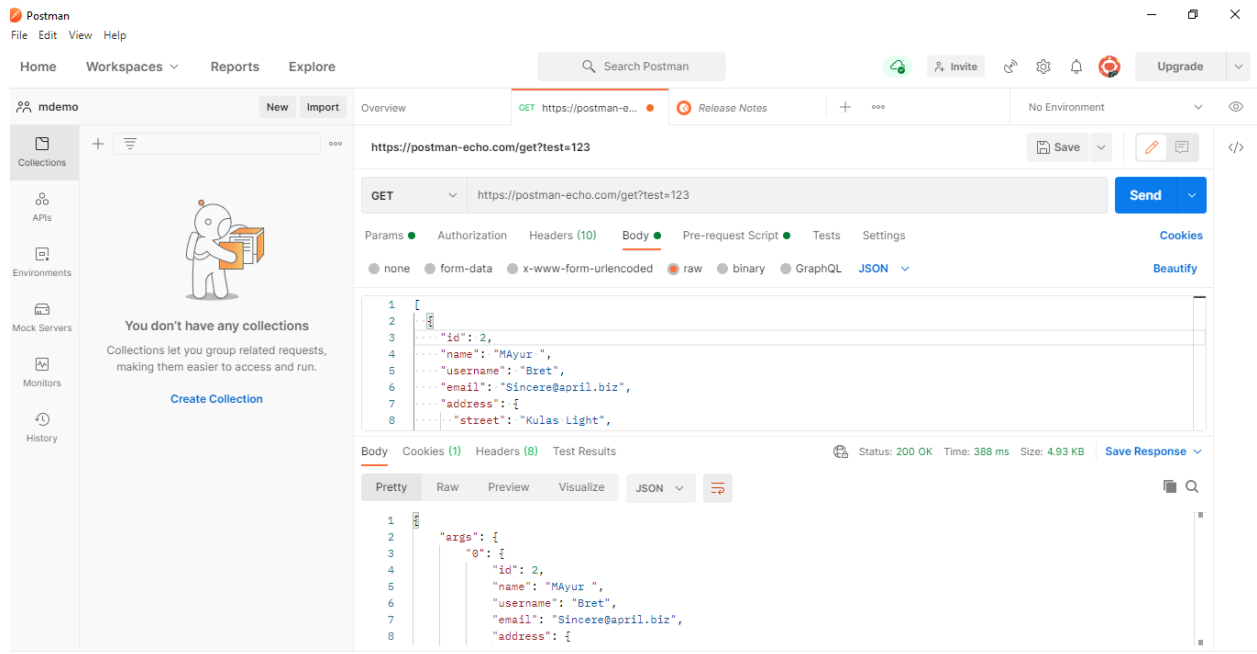 Postman
File Edit View Help
Home Workspaces Reports Explore Search Postman Invite Upgrade
mdemo New Import Overview GET https://postman-e... Release Notes No Environment
Collections
https://postman-echo.com/get?test=123 Save
APIs
Environments
Mock Servers
Monitors
History
You don't have any collections
Collections let you group related requests,
making them easier to access and run.
Create Collection
GET https://postman-echo.com/get?test=123 Send
Params Authorization Headers (10) Body Pre-request Script Tests Settings Cookies
none form-data x-www-form-urlencoded raw binary GraphQL JSON Beautify
1 [
2 {
3 "id": 2,
4 "name": "MAyur ",
5 "username": "Bret",
6 "email": "Sincere@april.biz",
7 "address": {
8 "street": "Kulas Light",
Body Cookies (1) Headers (8) Test Results Status: 200 OK Time: 388 ms Size: 4.93 KB Save Response
Pretty Raw Preview Visualize JSON
1 {
2 "args": {
3 "0": {
4 "id": 2,
5 "name": "MAyur ",
6 "username": "Bret",
7 "email": "Sincere@april.biz",
8 "address": {